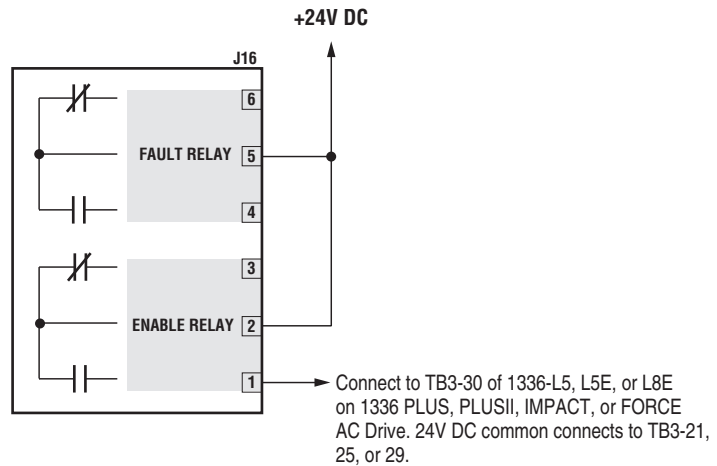 +24V DC
J16
6
FAULT RELAY 5
4
3
ENABLE RELAY 2
1
Connect to TB3-30 of 1336-L5, L5E, or L8E
on 1336 PLUS, PLUSII, IMPACT, or FORCE
AC Drive. 24V DC common connects to TB3-21,
25, or 29.